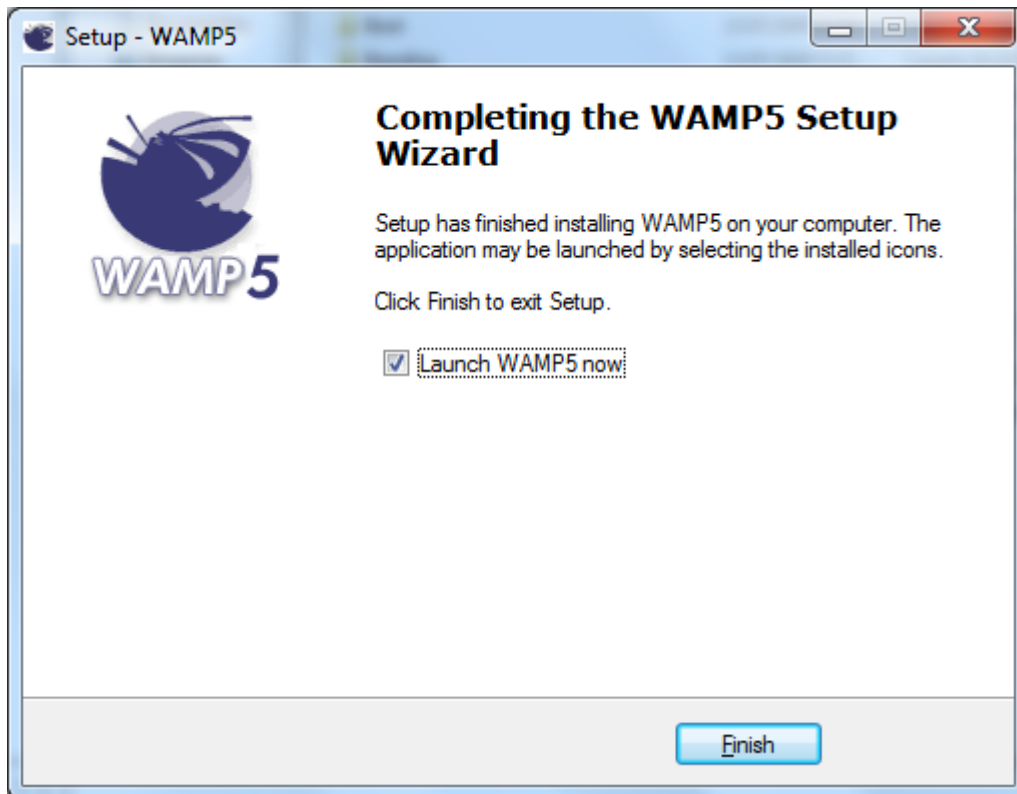 Setup - WAMP5
Completing the WAMP5 Setup
Wizard
Setup has finished installing WAMP5 on your computer. The
application may be launched by selecting the installed icons.
Click Finish to exit Setup.
Launch WAMP5 now
WAMP5
Finish